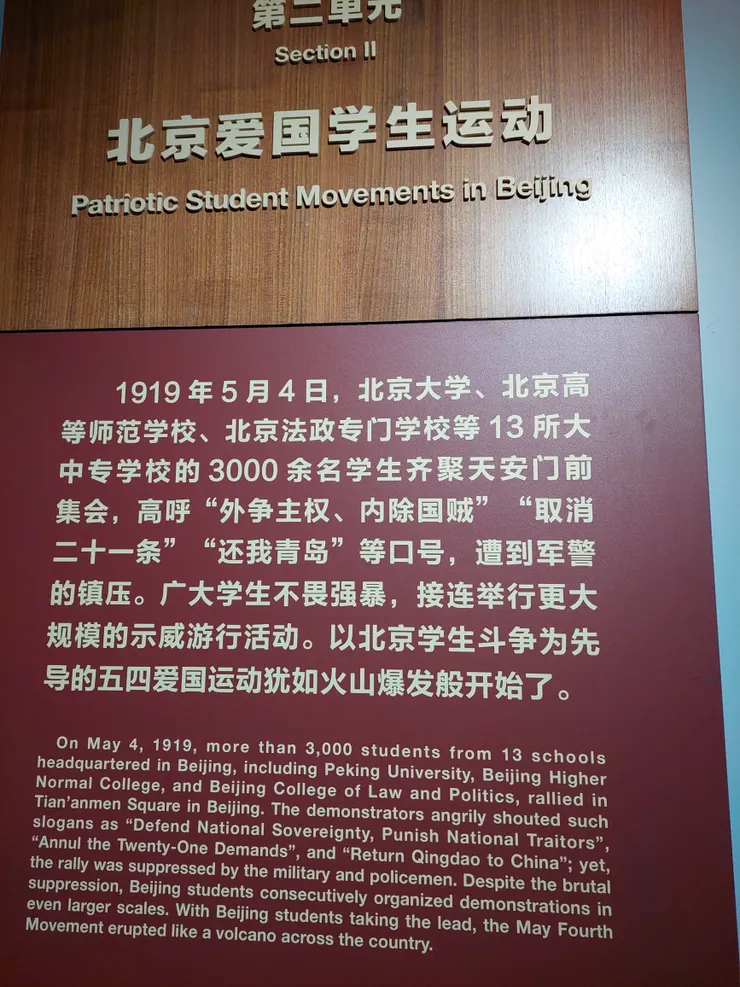 第二单元
Section II
北京爱国学生运动
Patriotic Student Movements in Beijing
1919 年 5 月 4 日，北京大学、北京高
等师范学校、北京法政专门学校等 13 所大
中专学校的 3000 余名学生齐聚天安门前
集会，高呼“外争主权、内除国贼”“取消
二十一条”“还我青岛”等口号，遭到军警
的镇压。广大学生不畏强暴，接连举行更大
规模的示威游行活动。以北京学生斗争为先
导的五四爱国运动犹如火山爆发般开始了。
On May 4, 1919, more than 3,000 students from 13 schools
headquartered in Beijing, including Peking University, Beijing Higher
Normal College, and Beijing College of Law and Politics, rallied in
Tian'anmen Square in Beijing. The demonstrators angrily shouted such
slogans as “Defend National Sovereignty, Punish National Traitors”,
“Annul the Twenty-One Demands”, and “Return Qingdao to China”; yet,
the rally was suppressed by the military and policemen. Despite the brutal
suppression, Beijing students consecutively organized demonstrations in
even larger scales. With Beijing students taking the lead, the May Fourth
Movement erupted like a volcano across the country.